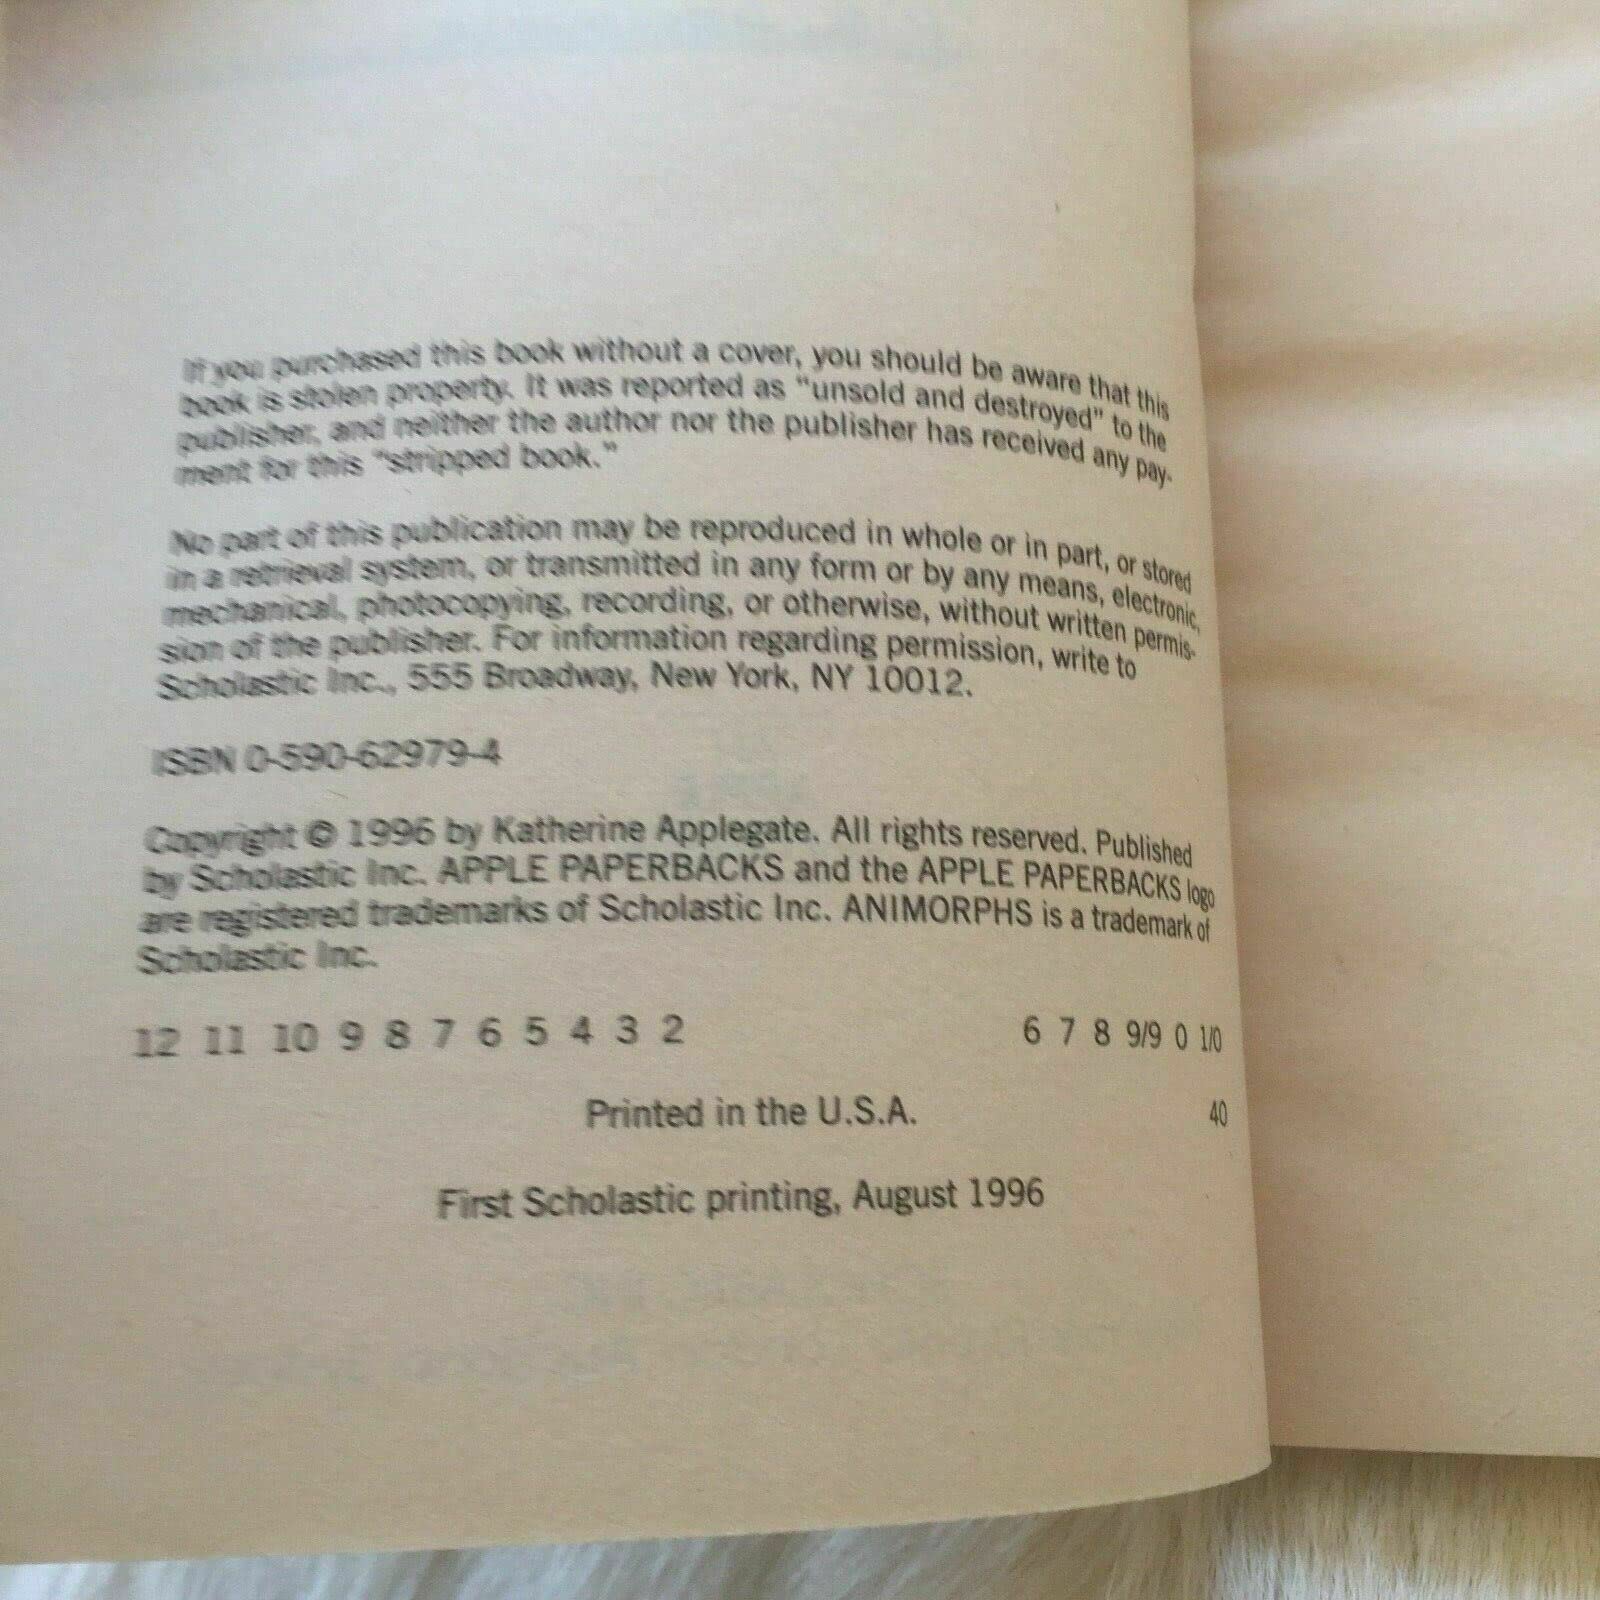 If you purchased this book without a cover, you should be aware that this
book is stolen property. It was reported as "unsold and destroyed" to the
publisher, and neither the author nor the publisher has received any pay-
ment for this "stripped book."
No part of this publication may be reproduced in whole or in part, or stored
in a retrieval system, or transmitted in any form or by any means, electronic,
mechanical, photocopying, recording, or otherwise, without written permis-
sion of the publisher. For information regarding permission, write to
Scholastic Inc., 555 Broadway, New York, NY 10012.
ISBN 0-590-62979-4
Copyright © 1996 by Katherine Applegate. All rights reserved. Published
by Scholastic Inc. APPLE PAPERBACKS and the APPLE PAPERBACKS logo
are registered trademarks of Scholastic Inc. ANIMORPHS is a trademark of
Scholastic Inc.
12 11 10 9 8 7 6 5 4 3 2 6 7 8 9/9 0 1/0
Printed in the U.S.A. 40
First Scholastic printing, August 1996